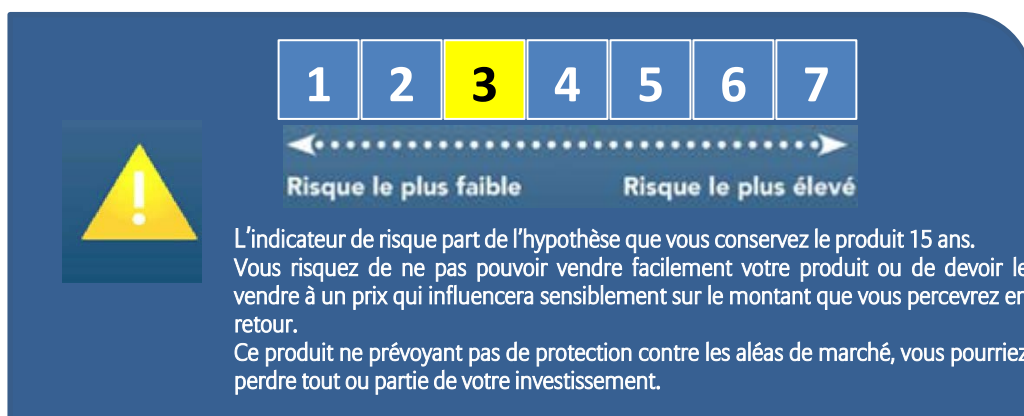 1 2 3 4 5 6 7
Risque le plus faible Risque le plus élevé
!
L'indicateur de risque part de l'hypothèse que vous conservez le produit 15 ans.
Vous risquez de ne pas pouvoir vendre facilement votre produit ou de devoir le
vendre à un prix qui influencera sensiblement sur le montant que vous percevrez en
retour.
Ce produit ne prévoyant pas de protection contre les aléas de marché, vous pourriez
perdre tout ou partie de votre investissement.